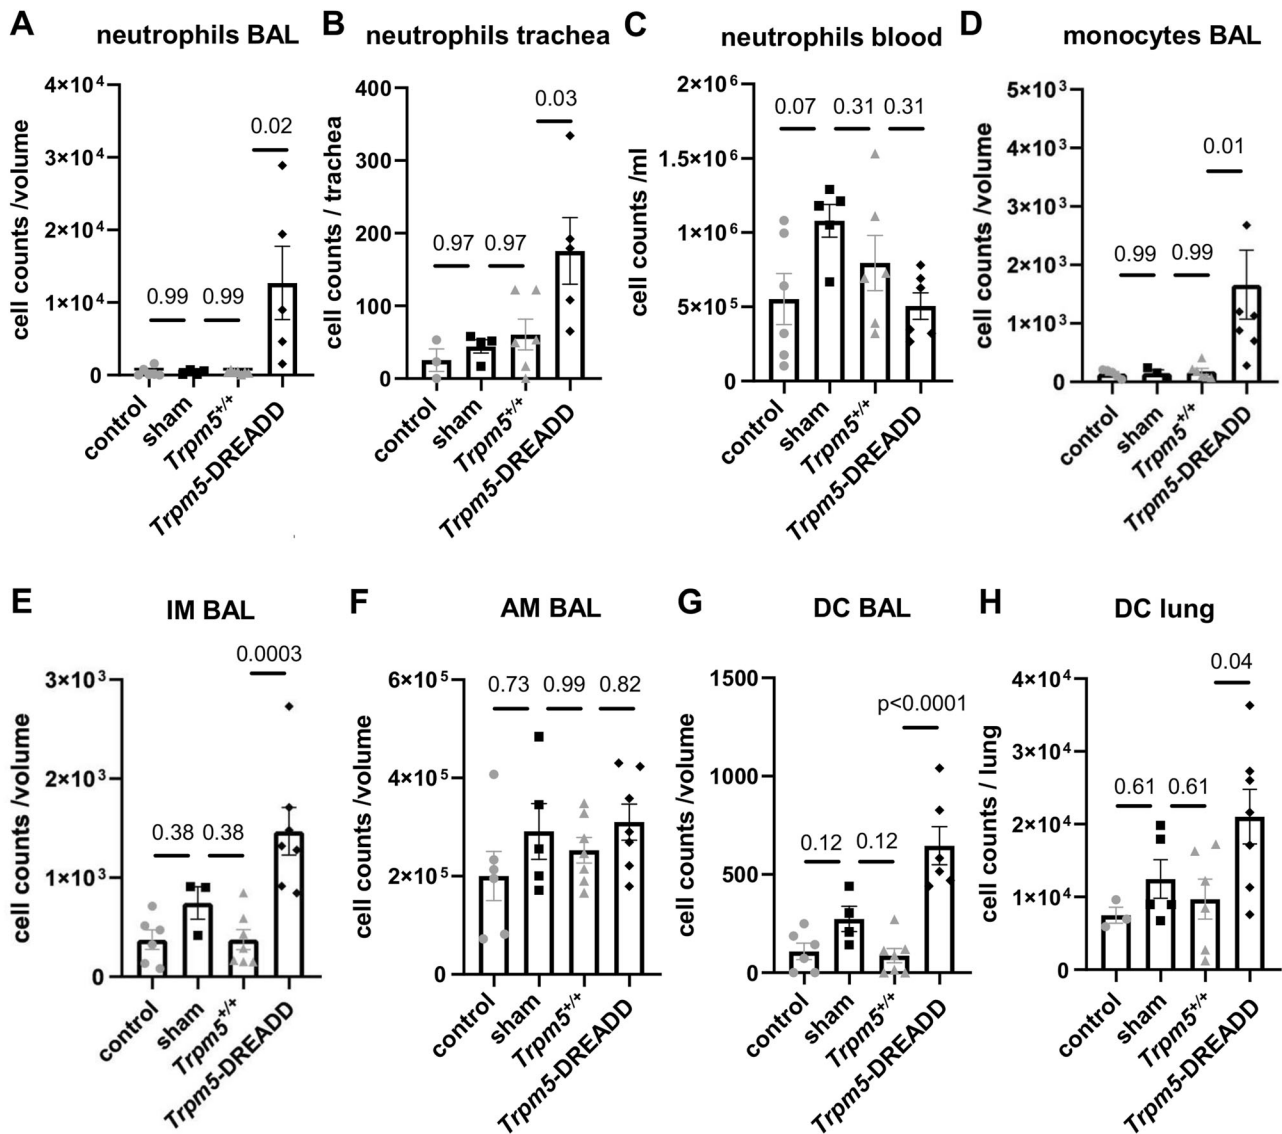 A
neutrophils BAL
cell counts /volume
4×10⁴
3×10⁴
2×10⁴
1×10⁴
0
0.99
0.99
0.02
control
sham
Trpm5+/+
Trpm5-DREADD
B
neutrophils trachea
cell counts / trachea
400
300
200
100
0
0.97
0.97
0.03
control
sham
Trpm5+/+
Trpm5-DREADD
C
neutrophils blood
cell counts /ml
2×10⁶
1.5×10⁶
1×10⁶
5×10⁵
0
0.07
0.31
0.31
control
sham
Trpm5+/+
Trpm5-DREADD
D
monocytes BAL
cell counts /volume
5×10³
4×10³
3×10³
2×10³
1×10³
0
0.99
0.99
0.01
control
sham
Trpm5+/+
Trpm5-DREADD
E
IM BAL
cell counts /volume
3×10³
2×10³
1×10³
0
0.38
0.38
0.0003
control
sham
Trpm5+/+
Trpm5-DREADD
F
AM BAL
cell counts /volume
6×10⁵
4×10⁵
2×10⁵
0
0.73
0.99
0.82
control
sham
Trpm5+/+
Trpm5-DREADD
G
DC BAL
cell counts /volume
1500
1000
500
0
0.12
0.12
p<0.0001
control
sham
Trpm5+/+
Trpm5-DREADD
H
DC lung
cell counts / lung
4×10⁴
3×10⁴
2×10⁴
1×10⁴
0
0.61
0.61
0.04
control
sham
Trpm5+/+
Trpm5-DREADD